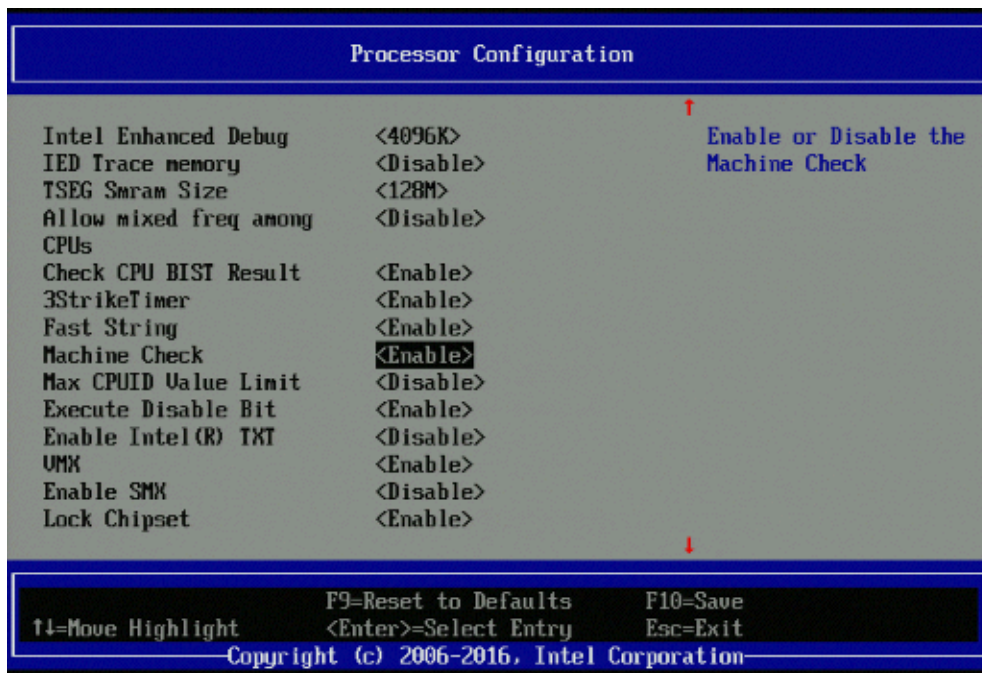 Processor Configuration
Intel Enhanced Debug <4096K> Enable or Disable the
IED Trace memory <Disable> Machine Check
TSEG Smram Size <128M>
Allow mixed freq among <Disable>
CPUs
Check CPU BIST Result <Enable>
3StrikeTimer <Enable>
Fast String <Enable>
Machine Check <Enable>
Max CPUID Value Limit <Disable>
Execute Disable Bit <Enable>
Enable Intel(R) TXT <Disable>
VMX <Enable>
Enable SMX <Disable>
Lock Chipset <Enable>
F9=Reset to Defaults F10=Save
↑↓=Move Highlight <Enter>=Select Entry Esc=Exit
Copyright (c) 2006-2016, Intel Corporation